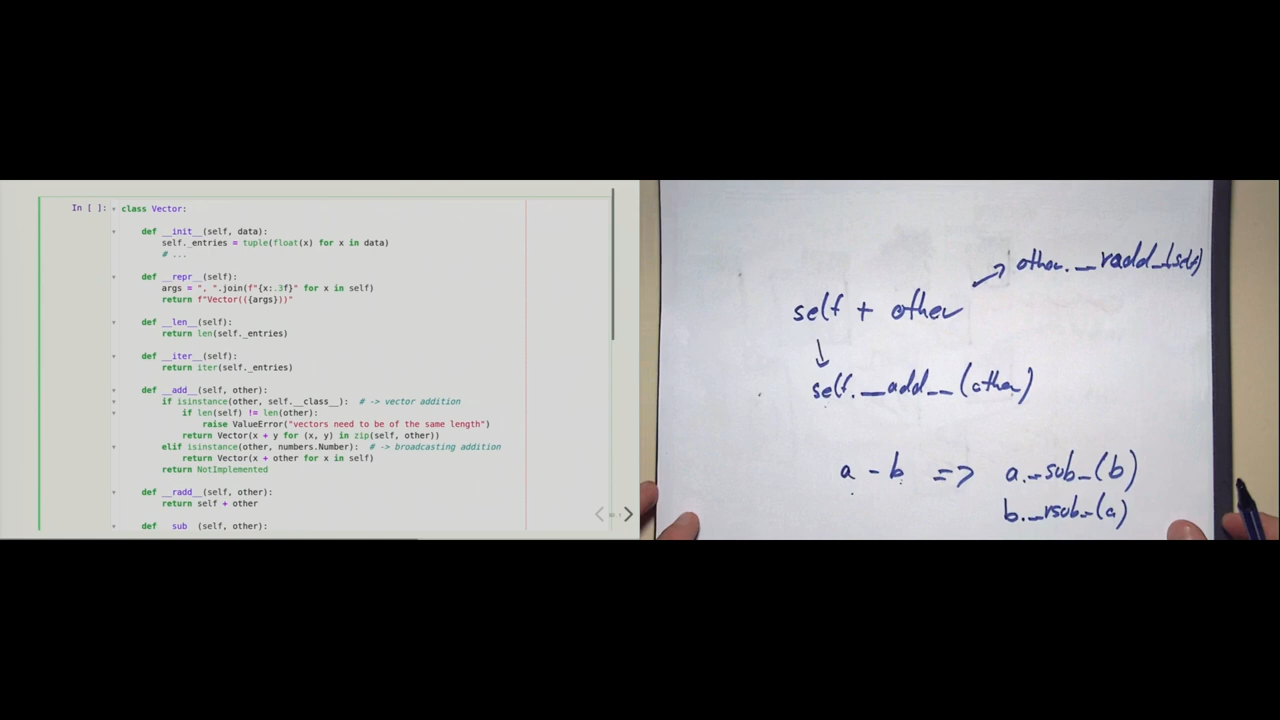 In [ ]: class Vector:
def __init__(self, data):
self._entries = tuple(float(x) for x in data)
# ...
def __repr__(self):
args = ", ".join(f"{x:.3f}" for x in self)
return f"Vector(({args}))"
def __len__(self):
return len(self._entries)
def __iter__(self):
return iter(self._entries)
def __add__(self, other):
if isinstance(other, self.__class__):  # -> vector addition
if len(self) != len(other):
raise ValueError("vectors need to be of the same length")
return Vector(x + y for (x, y) in zip(self, other))
elif isinstance(other, numbers.Number):  # -> broadcasting addition
return Vector(x + other for x in self)
return NotImplemented
def __radd__(self, other):
return self + other
def __sub__(self, other):
other.__radd__(self)
self + other
self.__add__(other)
a - b => a.__sub__(b)
b.__rsub__(a)